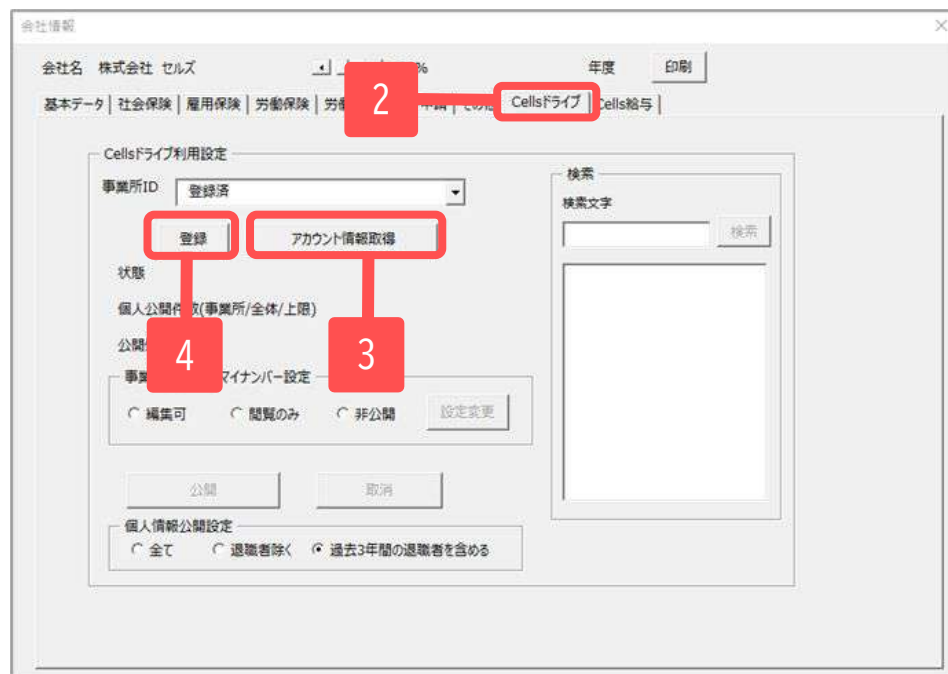 会社情報
会社名 株式会社 セルズ % 年度 印刷
基本データ 社会保険 雇用保険 労働保険 Cellsドライブ Cells給与
2
Cellsドライブ利用設定
事業所ID 登録済
検索
検索文字
登録 アカウント情報取得
検索
状態
個人公開件数(事業所/全体/上限)
公開
4
3
事業 マイナンバー設定
編集可 閲覧のみ 非公開 設定変更
公開 取消
個人情報公開設定
全て 退職者除く 過去3年間の退職者を含める